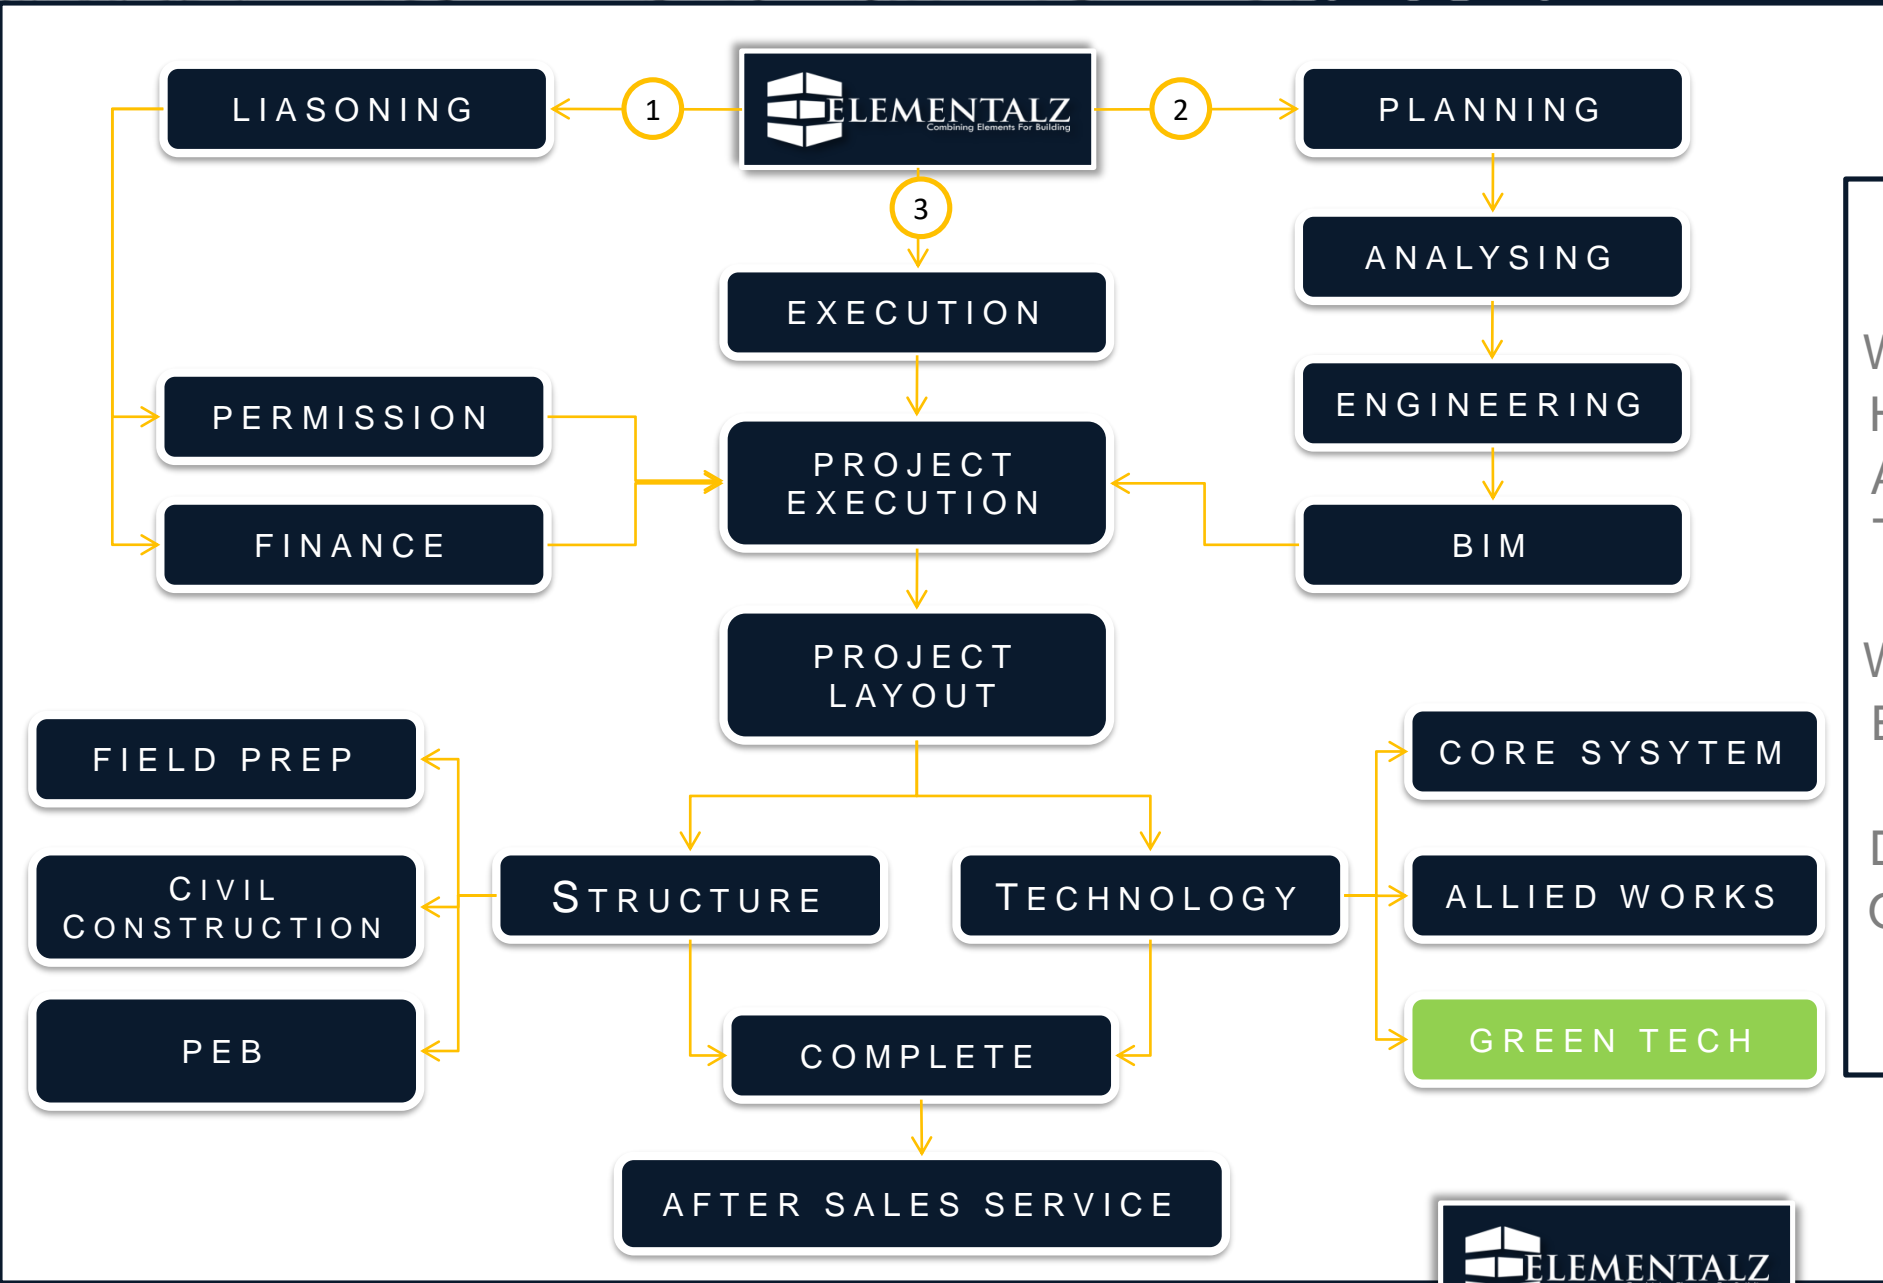 LIASONING
1
ELEMENTALZ
Combining Elements For Building
2
PLANNING
3
ANALYSING
EXECUTION
ENGINEERING
PERMISSION
PROJECT
EXECUTION
FINANCE
BIM
PROJECT
LAYOUT
FIELD PREP
CORE SYSYTEM
CIVIL
CONSTRUCTION
STRUCTURE
TECHNOLOGY
ALLIED WORKS
PEB
COMPLETE
GREEN TECH
AFTER SALES SERVICE
ELEMENTALZ